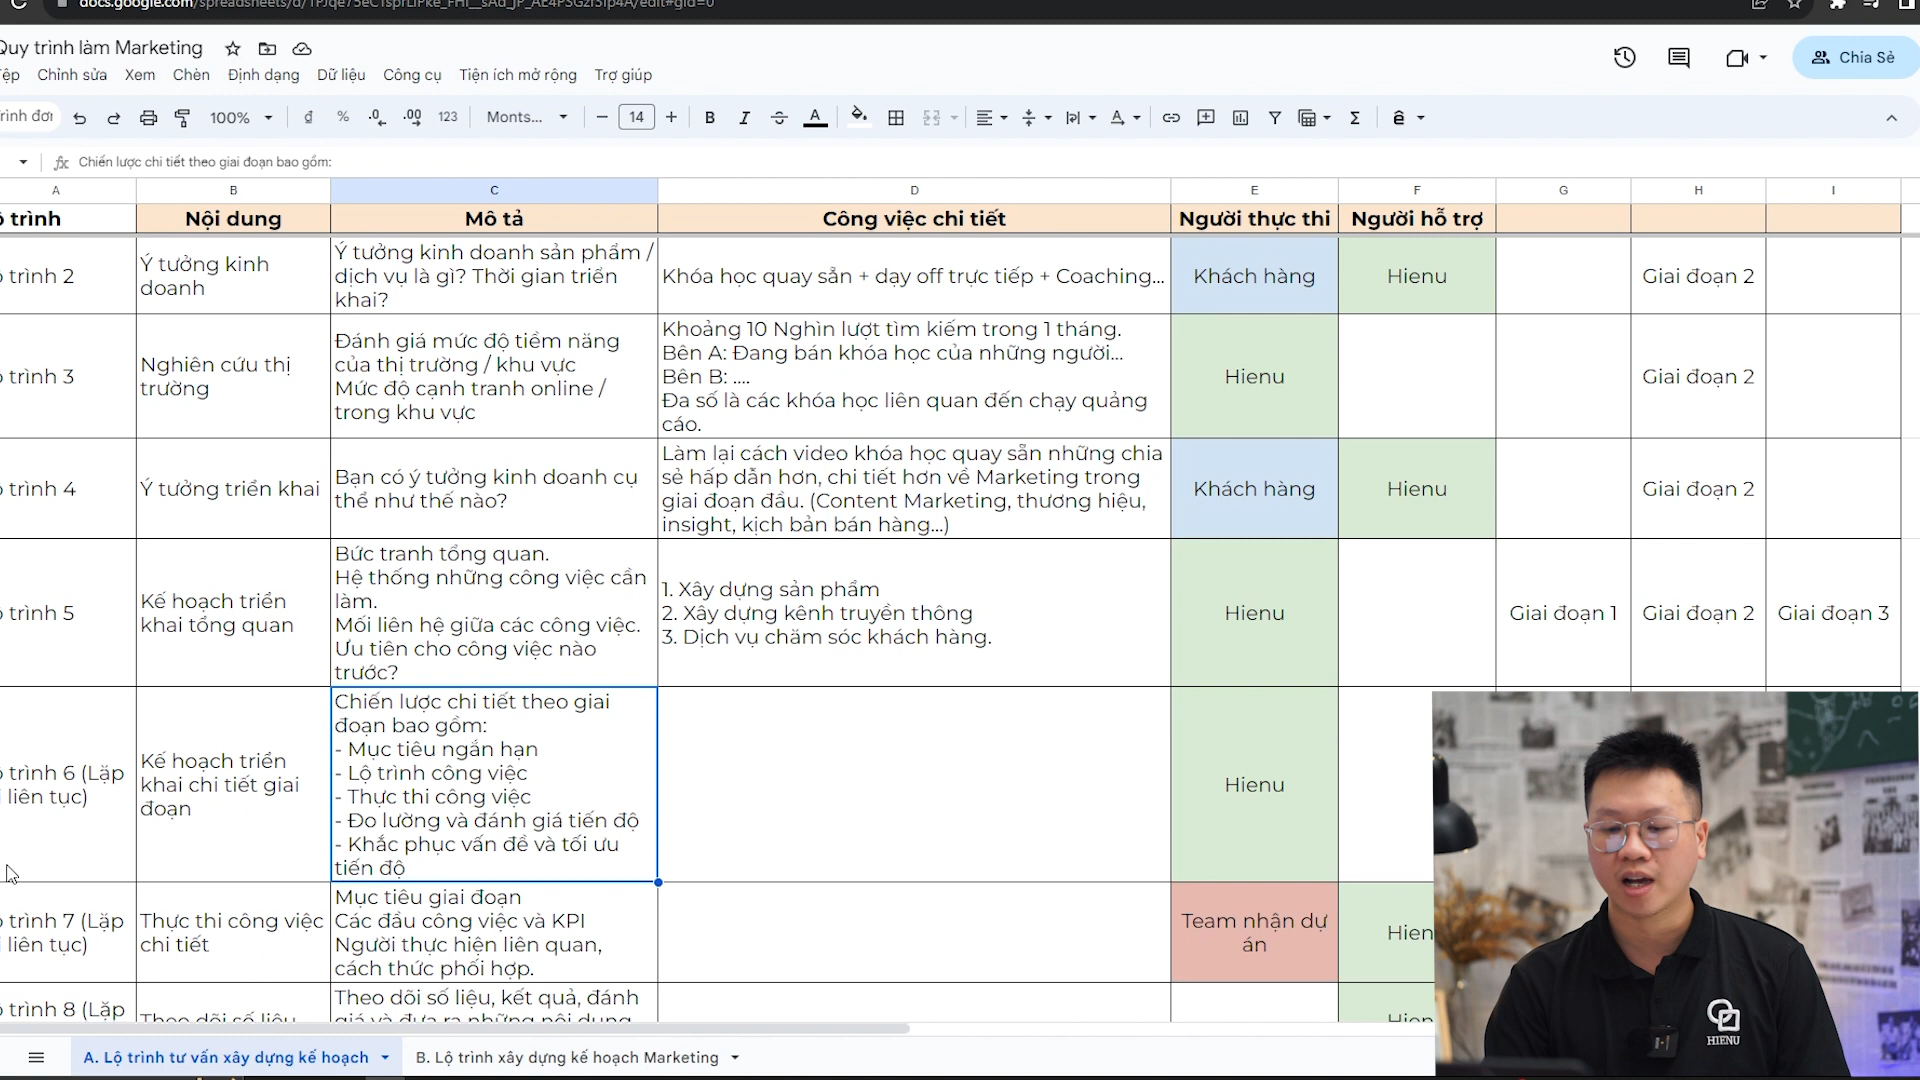 docs.google.com
Quy trình làm Marketing
Chỉnh sửa Xem Chèn Định dạng Dữ liệu Công cụ Tiện ích mở rộng Trợ giúp
Chia Sẻ
100% đ % .0 .00 123 Monts... 14
fx Chiến lược chi tiết theo giai đoạn bao gồm:
A B C D E F G H I
trình
Nội dung
Mô tả
Công việc chi tiết
Người thực thi
Người hỗ trợ
trình 2
Ý tưởng kinh
doanh
Ý tưởng kinh doanh sản phẩm /
dịch vụ là gì? Thời gian triển
khai?
Khóa học quay sẵn + dạy off trực tiếp + Coaching...
Khách hàng
Hienu
Giai đoạn 2
trình 3
Nghiên cứu thị
trường
Đánh giá mức độ tiềm năng
của thị trường / khu vực
Mức độ cạnh tranh online /
trong khu vực
Khoảng 10 Nghìn lượt tìm kiếm trong 1 tháng.
Bên A: Đang bán khóa học của những người...
Bên B: ....
Đa số là các khóa học liên quan đến chạy quảng
cáo.
Hienu
Giai đoạn 2
trình 4
Ý tưởng triển khai
Bạn có ý tưởng kinh doanh cụ
thể như thế nào?
Làm lại cách video khóa học quay sẵn những chia
sẻ hấp dẫn hơn, chi tiết hơn về Marketing trong
giai đoạn đầu. (Content Marketing, thương hiệu,
insight, kịch bản bán hàng...)
Khách hàng
Hienu
Giai đoạn 2
trình 5
Kế hoạch triển
khai tổng quan
Bức tranh tổng quan.
Hệ thống những công việc cần
làm.
Mối liên hệ giữa các công việc.
Ưu tiên cho công việc nào
trước?
1. Xây dựng sản phẩm
2. Xây dựng kênh truyền thông
3. Dịch vụ chăm sóc khách hàng.
Hienu
Giai đoạn 1
Giai đoạn 2
Giai đoạn 3
trình 6 (Lặp
liên tục)
Kế hoạch triển
khai chi tiết giai
đoạn
Chiến lược chi tiết theo giai
đoạn bao gồm:
- Mục tiêu ngắn hạn
- Lộ trình công việc
- Thực thi công việc
- Đo lường và đánh giá tiến độ
- Khắc phục vấn đề và tối ưu
tiến độ
Hienu
trình 7 (Lặp
liên tục)
Thực thi công việc
chi tiết
Mục tiêu giai đoạn
Các đầu công việc và KPI
Người thực hiện liên quan,
cách thức phối hợp.
Team nhận dự
án
Hien
trình 8 (Lặp
Theo dõi số liệu
Theo dõi số liệu, kết quả, đánh
giá và đưa ra những nội dung
Hien
HIENU
A. Lộ trình tư vấn xây dựng kế hoạch
B. Lộ trình xây dựng kế hoạch Marketing